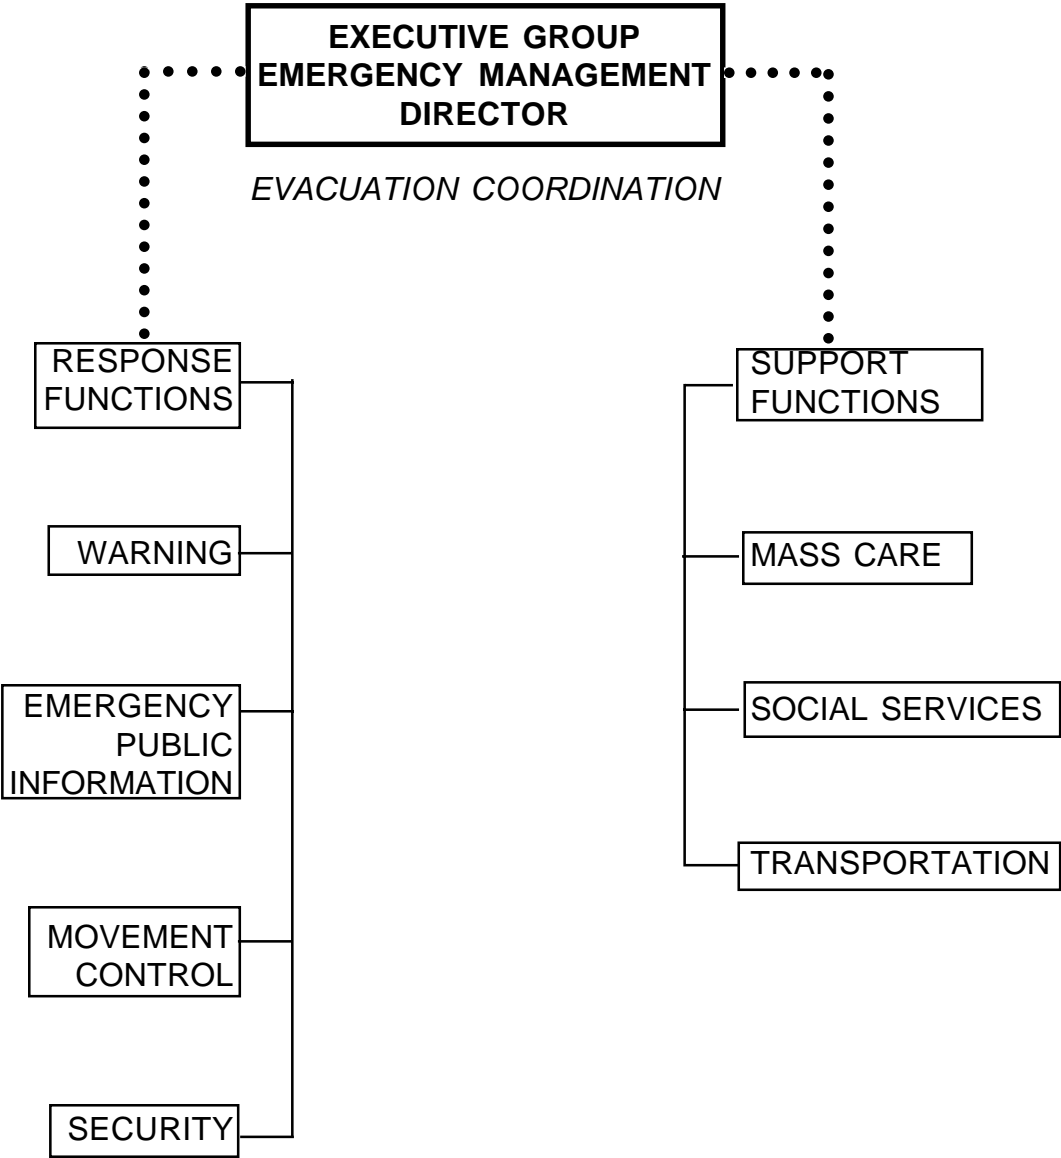 EXECUTIVE GROUP
EMERGENCY MANAGEMENT
DIRECTOR
EVACUATION COORDINATION
RESPONSE
FUNCTIONS
WARNING
EMERGENCY
PUBLIC
INFORMATION
MOVEMENT
CONTROL
SECURITY
SUPPORT
FUNCTIONS
MASS CARE
SOCIAL SERVICES
TRANSPORTATION